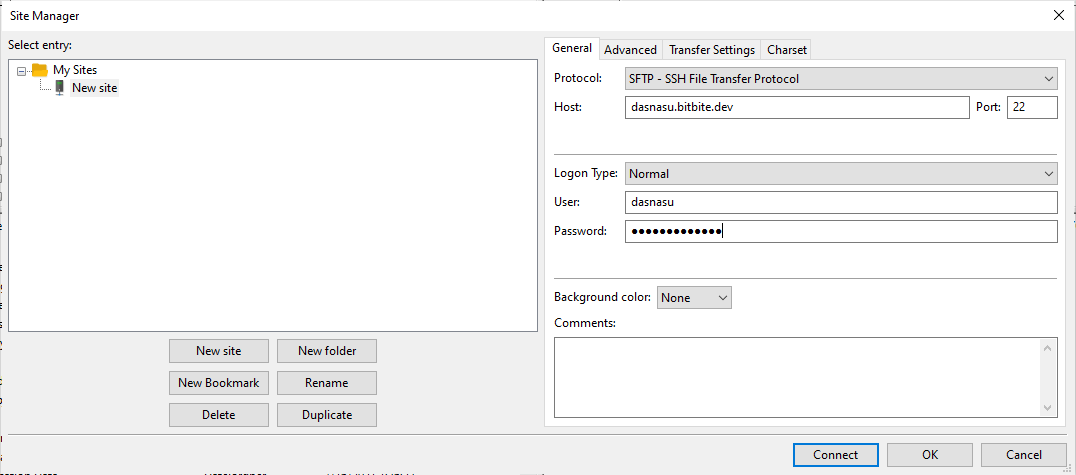 Site Manager
Select entry:
My Sites
New site
New site
New folder
New Bookmark
Rename
Delete
Duplicate
General
Advanced
Transfer Settings
Charset
Protocol:
SFTP - SSH File Transfer Protocol
Host:
dasnasu.bitbite.dev
Port:
22
Logon Type:
Normal
User:
dasnasu
Password:
●●●●●●●●●●●●●
Background color:
None
Comments:
Connect
OK
Cancel